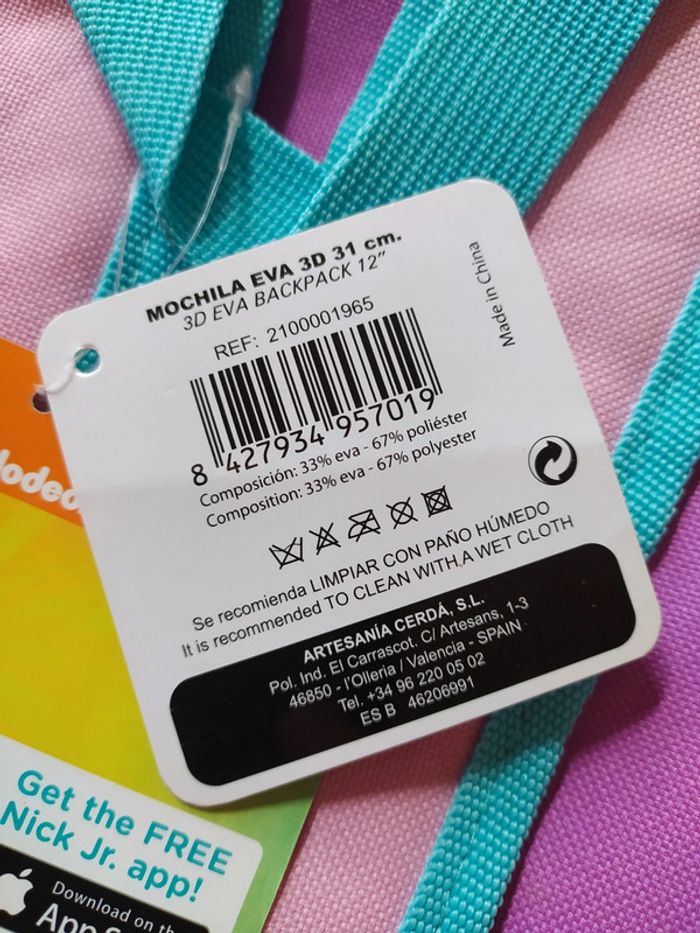 MOCHILA EVA 3D 31 cm.
3D EVA BACKPACK 12”
REF: 2100001965
8 427934 957019
Made in China
Composición: 33% eva - 67% poliéster
Composition: 33% eva - 67% polyester
Se recomienda LIMPIAR CON PAÑO HÚMEDO
It is recommended TO CLEAN WITH A WET CLOTH
ARTESANÍA CERDÁ, S.L.
Pol. Ind. El Carrascot. C/ Artesans, 1-3
46850 - l'Olleria / Valencia - SPAIN
Tel. +34 96 220 05 02
ES B 46206991
Get the FREE
Nick Jr. app!
Download on the
App